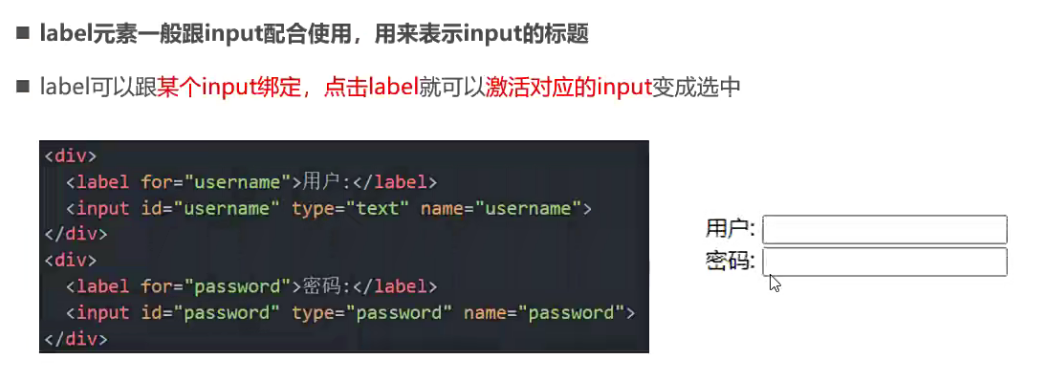 ■ label元素一般跟input配合使用，用来表示input的标题
■ label可以跟某个input绑定，点击label就可以激活对应的input变成选中
<div>
  <label for="username">用户:</label>
  <input id="username" type="text" name="username">
</div>
<div>
  <label for="password">密码:</label>
  <input id="password" type="password" name="password">
</div>
用户:
密码: